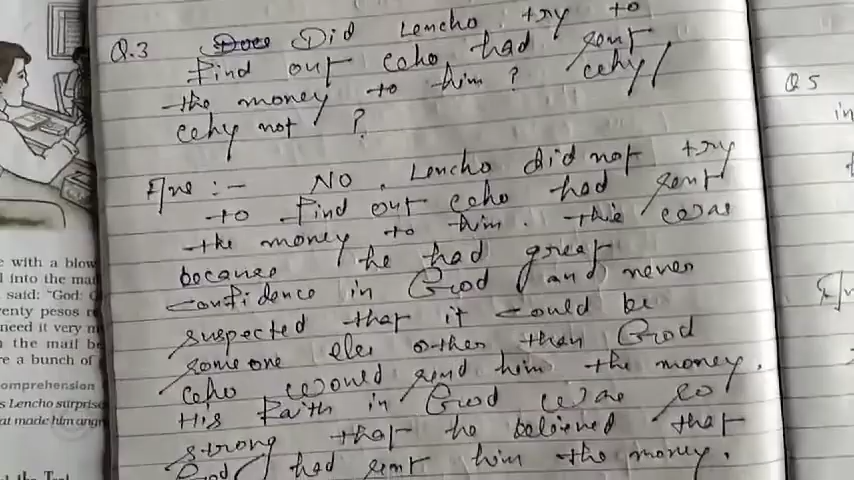 Q.3 Did Lencho try to
find out who had sent
the money to him? why/
why not ?
Ans :- No, Lencho did not try
to find out who had sent
the money to him. this was
because he had great
confidence in God and never
suspected that it could be
someone else other than God
who would send him the money.
His faith in God was so
strong that he believed that
God had sent him the money.
e with a blow
into the mai
said: "God:
enty pesos r
need it very m
the mail be
e a bunch of
omprehension
s Lencho surprise
at made him angr
Q5
in